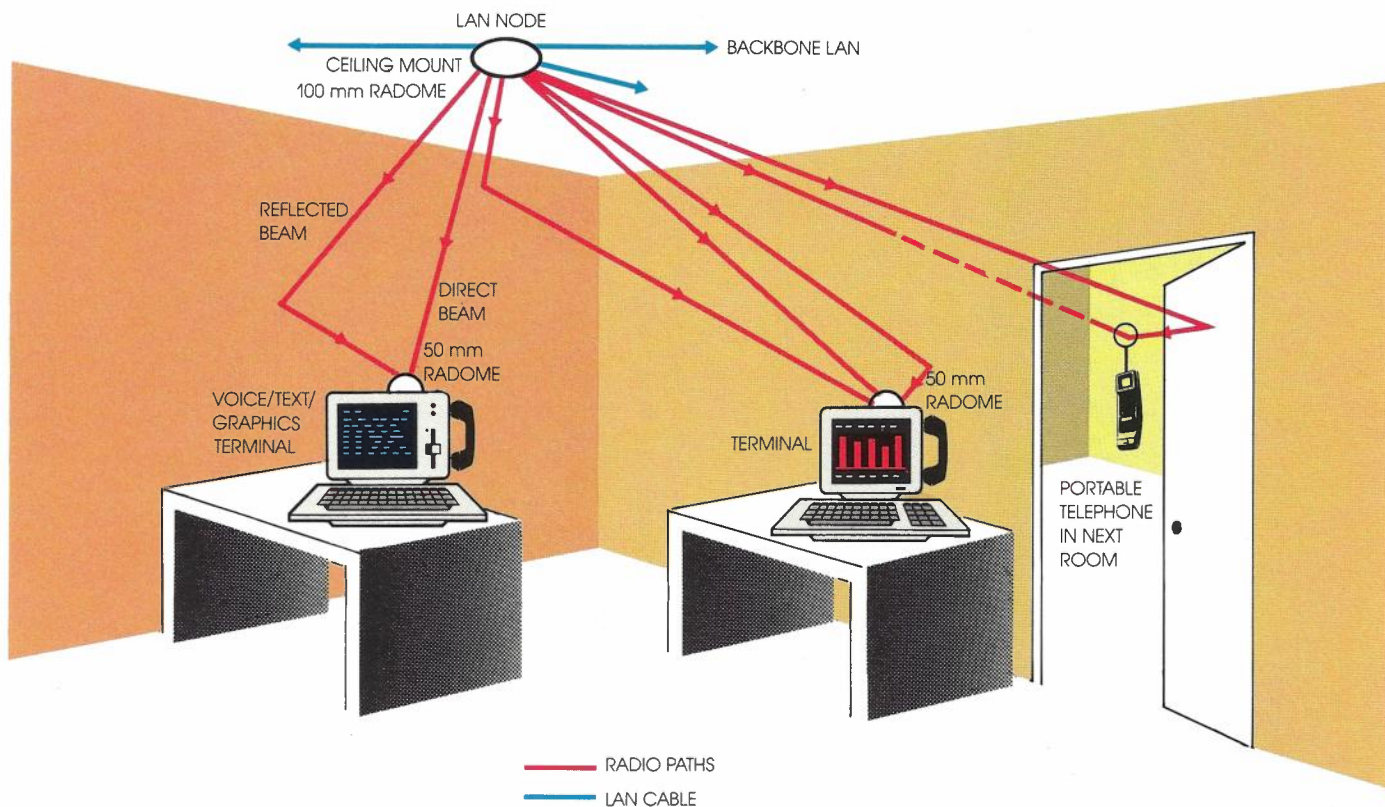 LAN NODE
BACKBONE LAN
CEILING MOUNT
100 mm RADOME
REFLECTED
BEAM
DIRECT
BEAM
50 mm
RADOME
VOICE/TEXT/
GRAPHICS
TERMINAL
50 mm
RADOME
TERMINAL
PORTABLE
TELEPHONE
IN NEXT
ROOM
RADIO PATHS
LAN CABLE